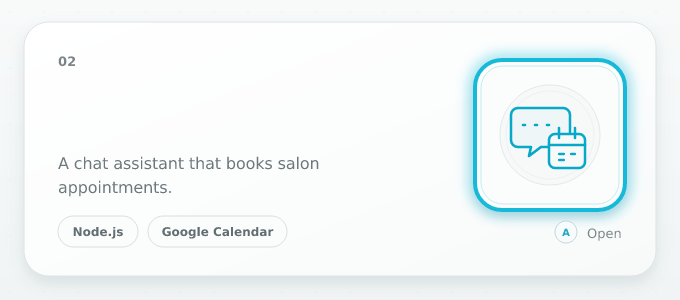 02
A chat assistant that books salon
appointments.
Node.js
Google Calendar
A
Open